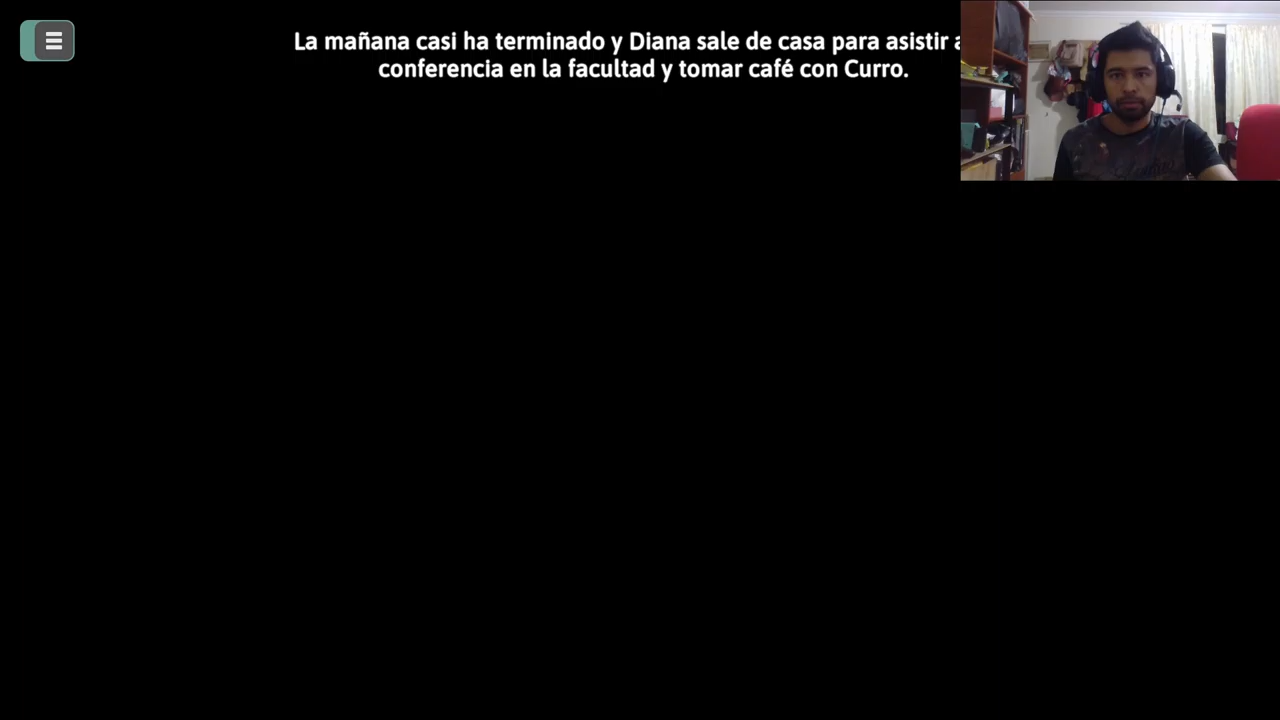 La mañana casi ha terminado y Diana sale de casa para asistir
conferencia en la facultad y tomar café con Curro.